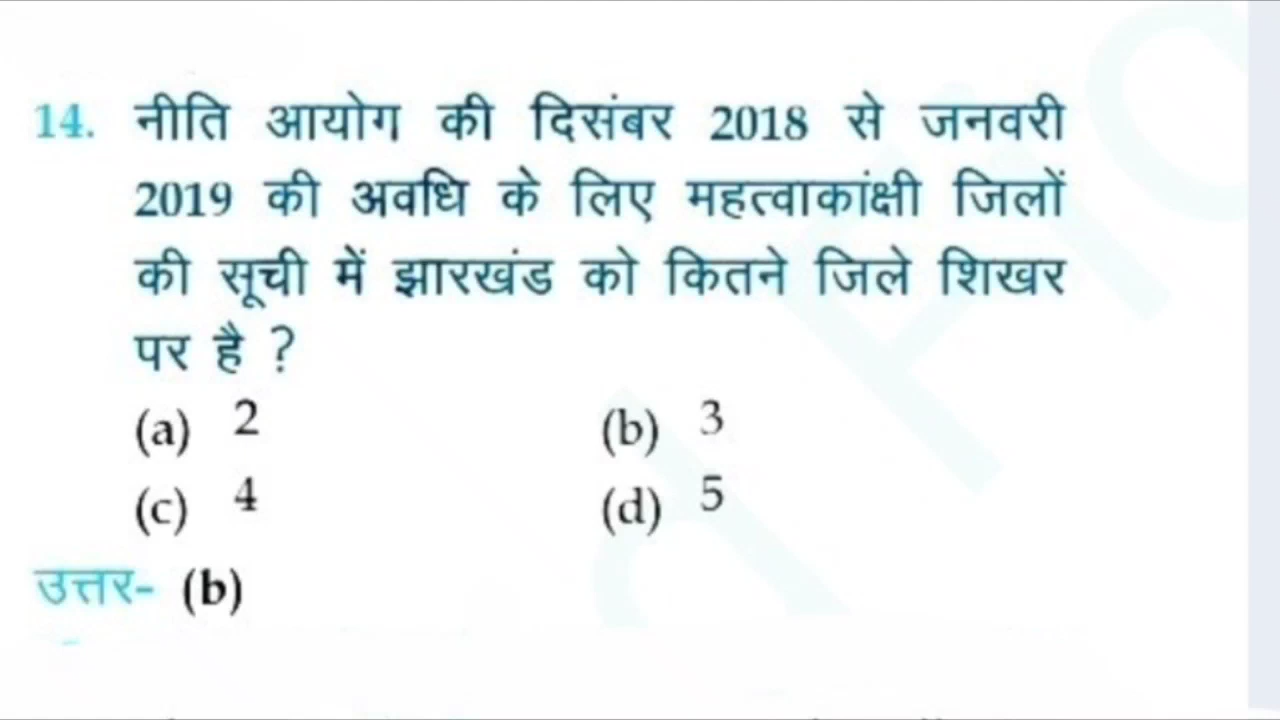 14. नीति आयोग की दिसंबर 2018 से जनवरी
2019 की अवधि के लिए महत्वाकांक्षी जिलों
की सूची में झारखंड को कितने जिले शिखर
पर है ?
(a) 2 (b) 3
(c) 4 (d) 5
उत्तर- (b)